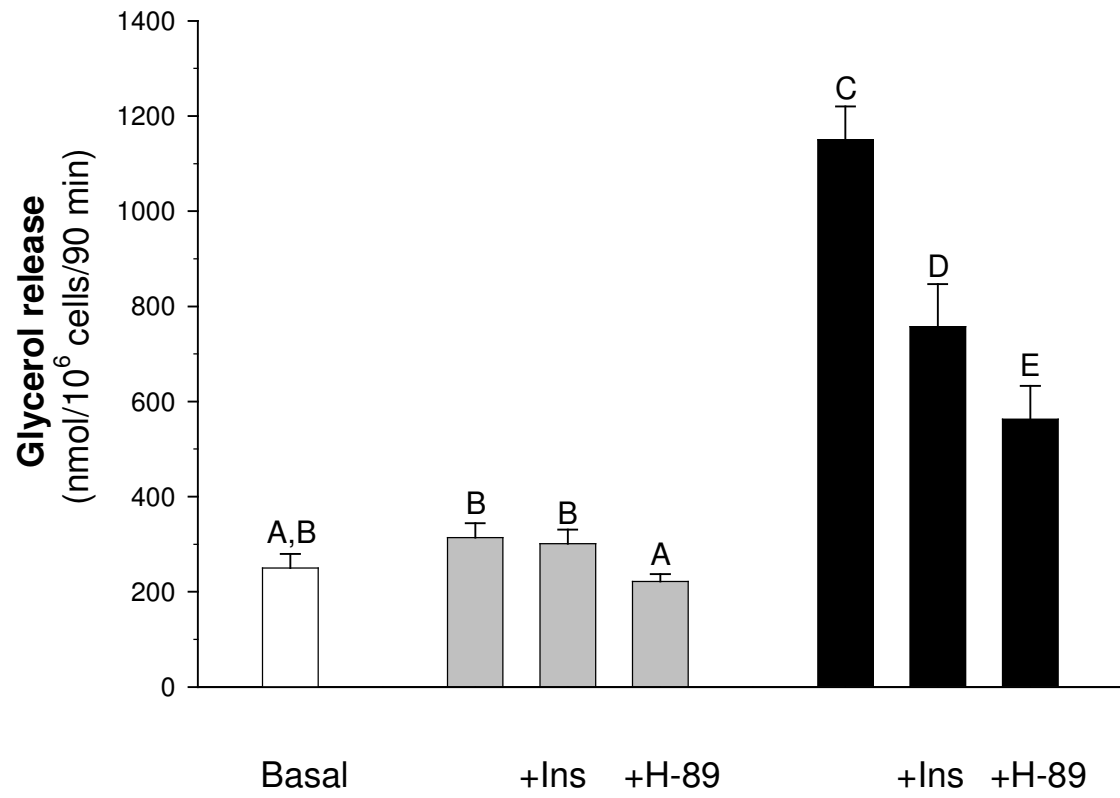 Glycerol release
(nmol/10⁶ cells/90 min)
1400
1200
1000
800
600
400
200
0
A,B
B
B
A
C
D
E
Basal
+Ins
+H-89
+Ins
+H-89